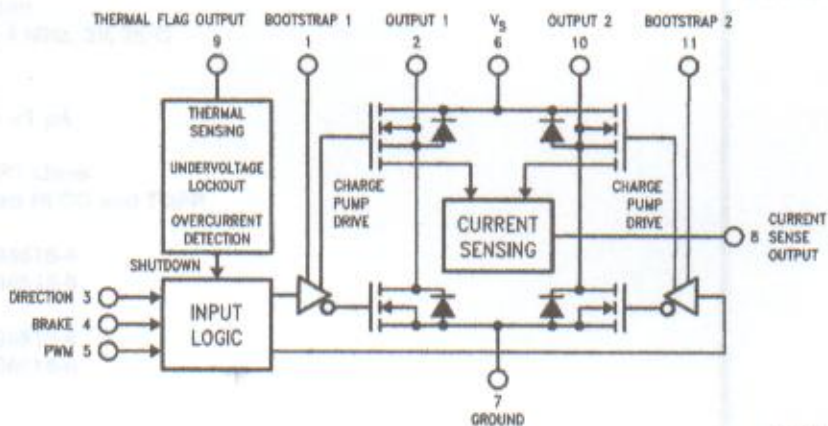 THERMAL FLAG OUTPUT
9
BOOTSTRAP 1
1
OUTPUT 1
2
VS
6
OUTPUT 2
10
BOOTSTRAP 2
11
THERMAL
SENSING
UNDERVOLTAGE
LOCKOUT
OVERCURRENT
DETECTION
SHUTDOWN
CHARGE
PUMP
DRIVE
CURRENT
SENSING
CHARGE
PUMP
DRIVE
8 CURRENT
SENSE
OUTPUT
DIRECTION 3
BRAKE 4
PWM 5
INPUT
LOGIC
7
GROUND